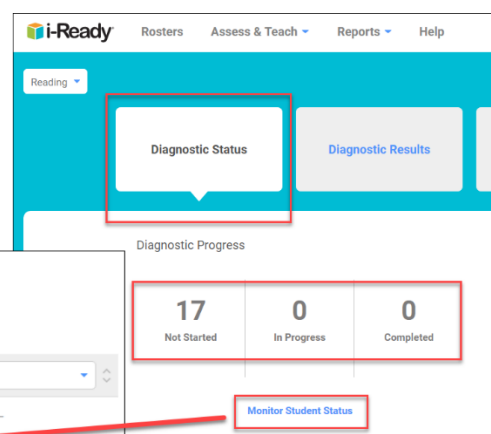 i-Ready Rosters Assess & Teach Reports Help
Reading
Diagnostic Status Diagnostic Results
Diagnostic Progress
17 0 0
Not Started In Progress Completed
Monitor Student Status